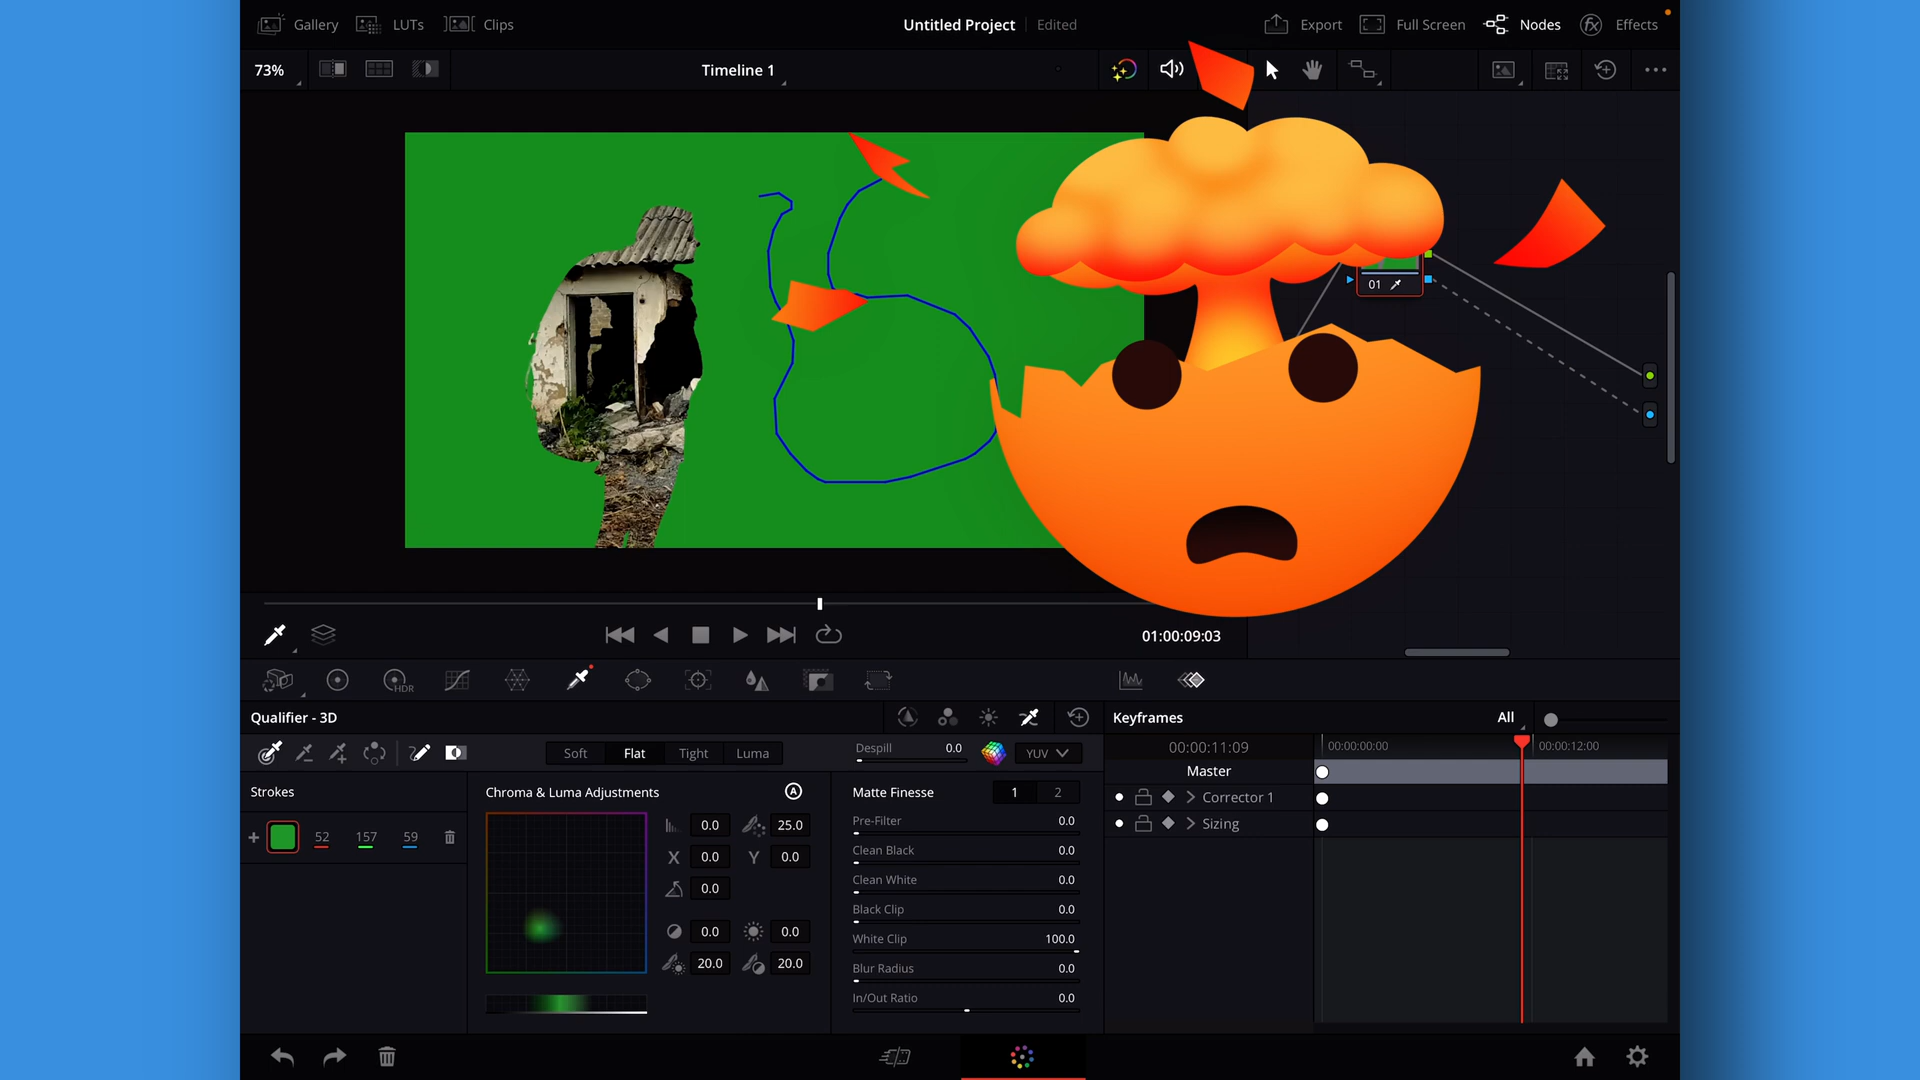 Gallery
LUTs
Clips
Untitled Project
Edited
Export
Full Screen
Nodes
Effects
73%
Timeline 1
01
01:00:09:03
HDR
Qualifier - 3D
Keyframes
All
Soft
Flat
Tight
Luma
Despill
0.0
YUV
00:00:11:09
00:00:00:00
00:00:12:00
Master
Corrector 1
Sizing
Strokes
52
157
59
Chroma & Luma Adjustments
A
0.0
25.0
X
0.0
Y
0.0
0.0
0.0
0.0
20.0
20.0
Matte Finesse
1
2
Pre-Filter
0.0
Clean Black
0.0
Clean White
0.0
Black Clip
0.0
White Clip
100.0
Blur Radius
0.0
In/Out Ratio
0.0